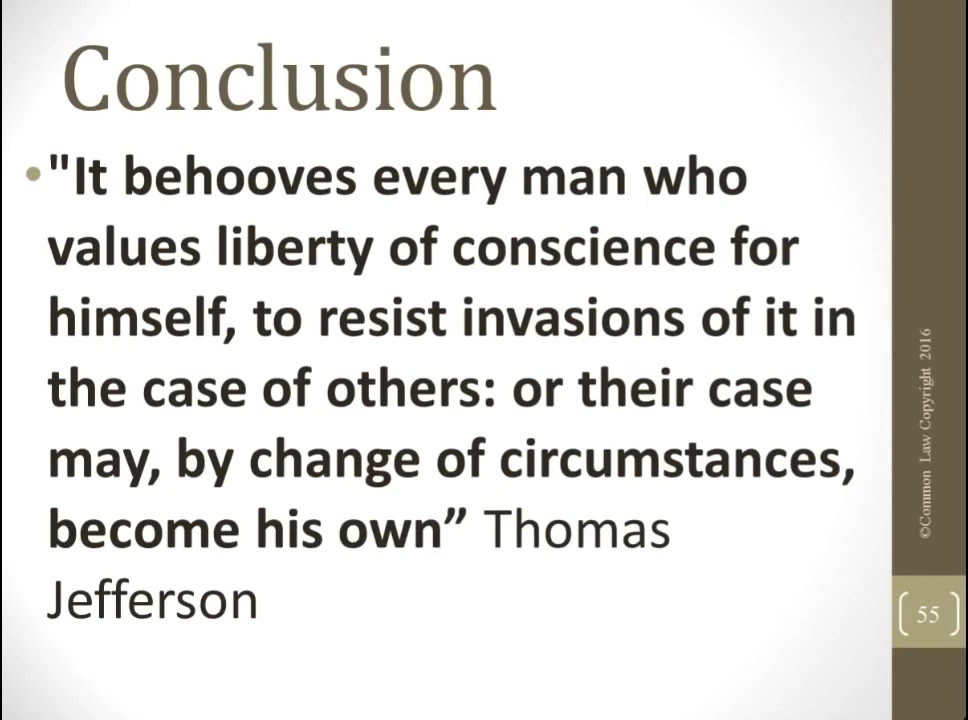 Conclusion
• "It behooves every man who
values liberty of conscience for
himself, to resist invasions of it in
the case of others: or their case
may, by change of circumstances,
become his own” Thomas
Jefferson
©Common Law Copyright 2016
55